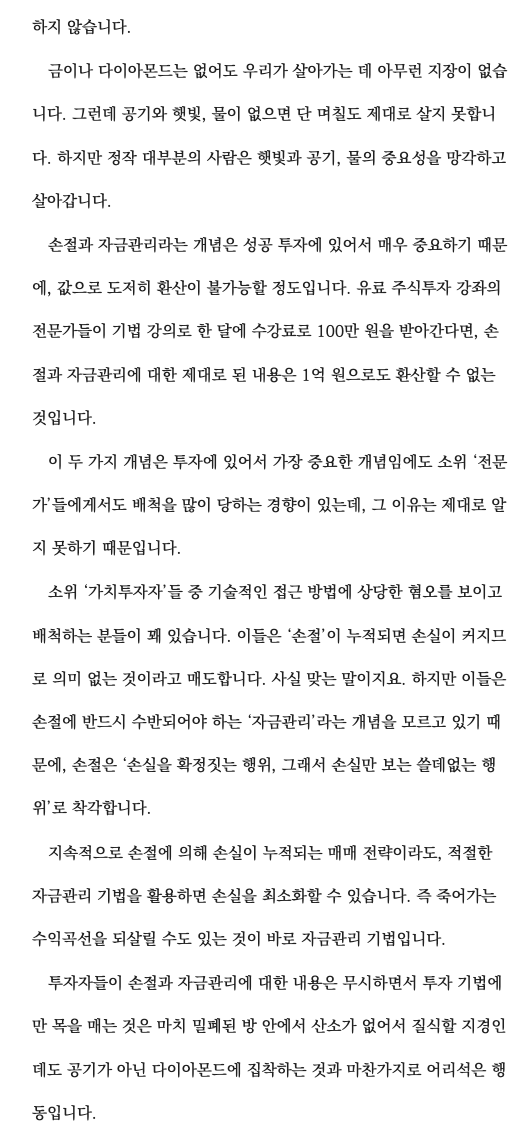 하지 않습니다.
금이나 다이아몬드는 없어도 우리가 살아가는 데 아무런 지장이 없습
니다. 그런데 공기와 햇빛, 물이 없으면 단 며칠도 제대로 살지 못합니
다. 하지만 정작 대부분의 사람은 햇빛과 공기, 물의 중요성을 망각하고
살아갑니다.
손절과 자금관리라는 개념은 성공 투자에 있어서 매우 중요하기 때문
에, 값으로 도저히 환산이 불가능할 정도입니다. 유료 주식투자 강좌의
전문가들이 기법 강의로 한 달에 수강료로 100만 원을 받아간다면, 손
절과 자금관리에 대한 제대로 된 내용은 1억 원으로도 환산할 수 없는
것입니다.
이 두 가지 개념은 투자에 있어서 가장 중요한 개념임에도 소위 ‘전문
가’들에게서도 배척을 많이 당하는 경향이 있는데, 그 이유는 제대로 알
지 못하기 때문입니다.
소위 ‘가치투자자’들 중 기술적인 접근 방법에 상당한 혐오를 보이고
배척하는 분들이 꽤 있습니다. 이들은 ‘손절’이 누적되면 손실이 커지므
로 의미 없는 것이라고 매도합니다. 사실 맞는 말이지요. 하지만 이들은
손절에 반드시 수반되어야 하는 ‘자금관리’라는 개념을 모르고 있기 때
문에, 손절은 ‘손실을 확정짓는 행위, 그래서 손실만 보는 쓸데없는 행
위’로 착각합니다.
지속적으로 손절에 의해 손실이 누적되는 매매 전략이라도, 적절한
자금관리 기법을 활용하면 손실을 최소화할 수 있습니다. 즉 죽어가는
수익곡선을 되살릴 수도 있는 것이 바로 자금관리 기법입니다.
투자자들이 손절과 자금관리에 대한 내용은 무시하면서 투자 기법에
만 목을 매는 것은 마치 밀폐된 방 안에서 산소가 없어서 질식할 지경인
데도 공기가 아닌 다이아몬드에 집착하는 것과 마찬가지로 어리석은 행
동입니다.